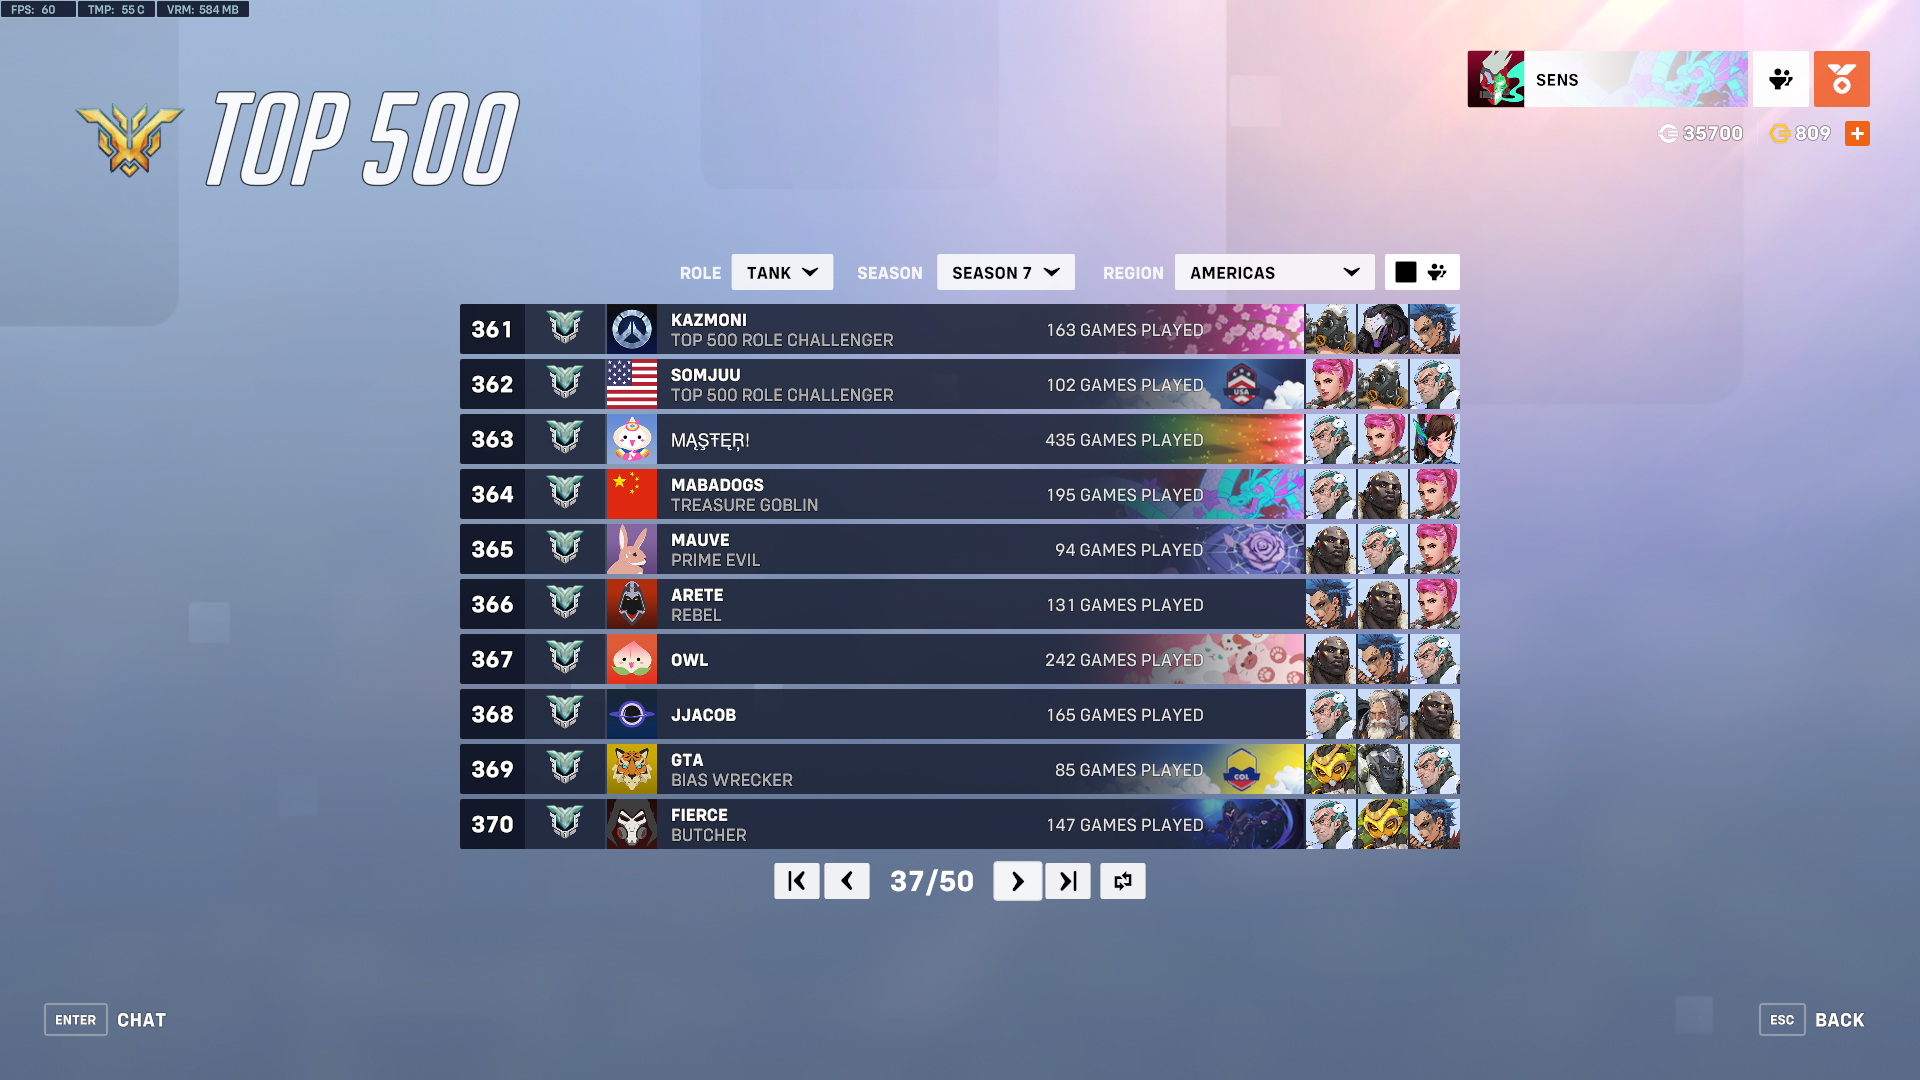 FPS: 60 TMP: 55 C VRM: 584 MB
TOP 500
SENS
35700 809
ROLE TANK SEASON SEASON 7 REGION AMERICAS
361 KAZMONI
TOP 500 ROLE CHALLENGER
163 GAMES PLAYED
362 SOMJUU
TOP 500 ROLE CHALLENGER
102 GAMES PLAYED
USA
363 MĄŞŦĘŖ!
435 GAMES PLAYED
364 MABADOGS
TREASURE GOBLIN
195 GAMES PLAYED
365 MAUVE
PRIME EVIL
94 GAMES PLAYED
366 ARETE
REBEL
131 GAMES PLAYED
367 OWL
242 GAMES PLAYED
368 JJACOB
165 GAMES PLAYED
369 GTA
BIAS WRECKER
85 GAMES PLAYED
COL
370 FIERCE
BUTCHER
147 GAMES PLAYED
37/50
ENTER CHAT
ESC BACK